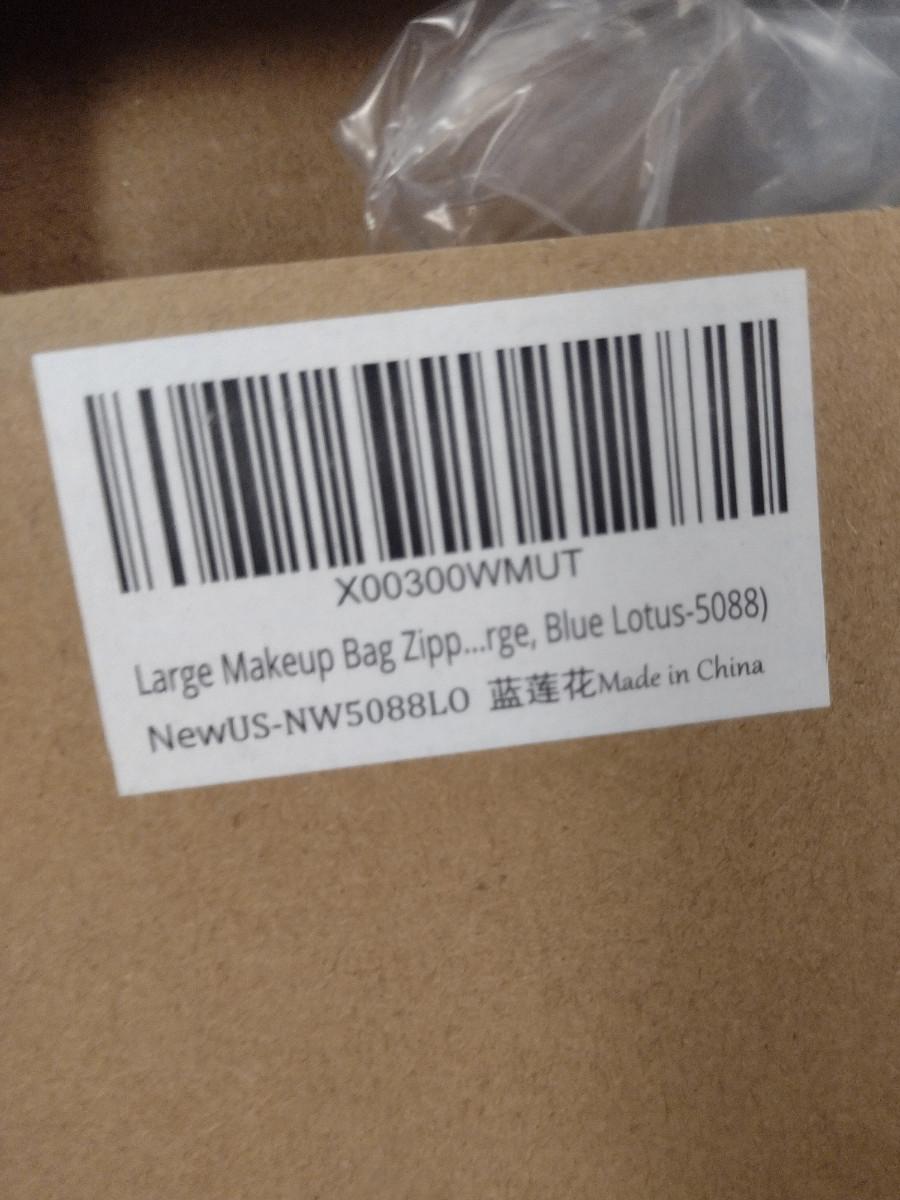 X00300WMUT
Large Makeup Bag Zipp...rge, Blue Lotus-5088)
NewUS-NW5088LO 蓝莲花Made in China